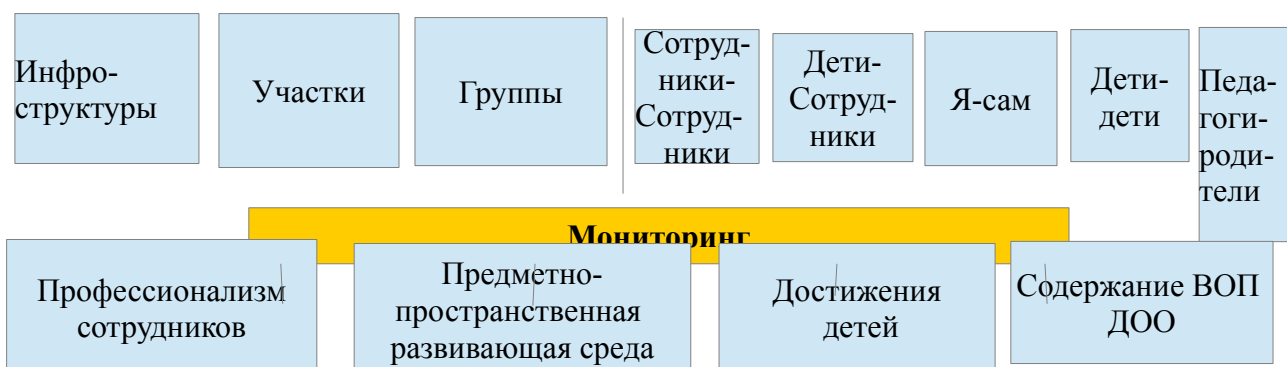 Инфро-
структуры
Участки
Группы
Сотруд-
ники-
Сотруд-
ники
Дети-
Сотруд-
ники
Я-сам
Дети-
дети
Педа-
гоги-
роди-
тели
Мониторинг
Профессионализм
сотрудников
Предметно-
пространственная
развивающая среда
Достижения
детей
Содержание ВОП
ДОО